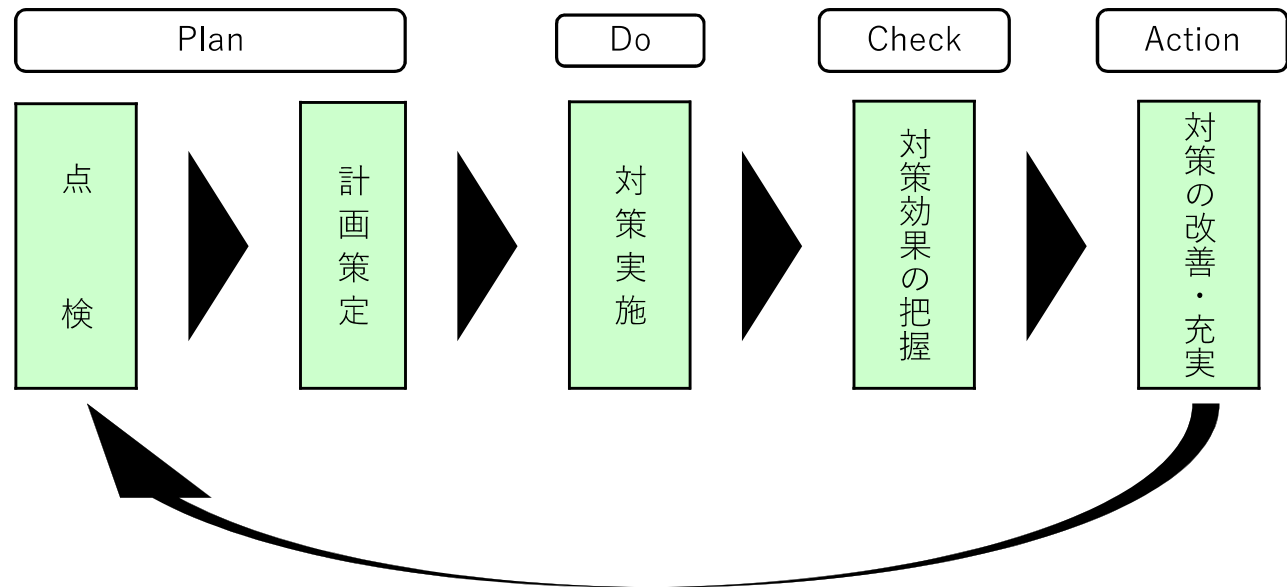 Plan
Do
Check
Action
点検
計画策定
対策実施
対策効果の把握
対策の改善・充実